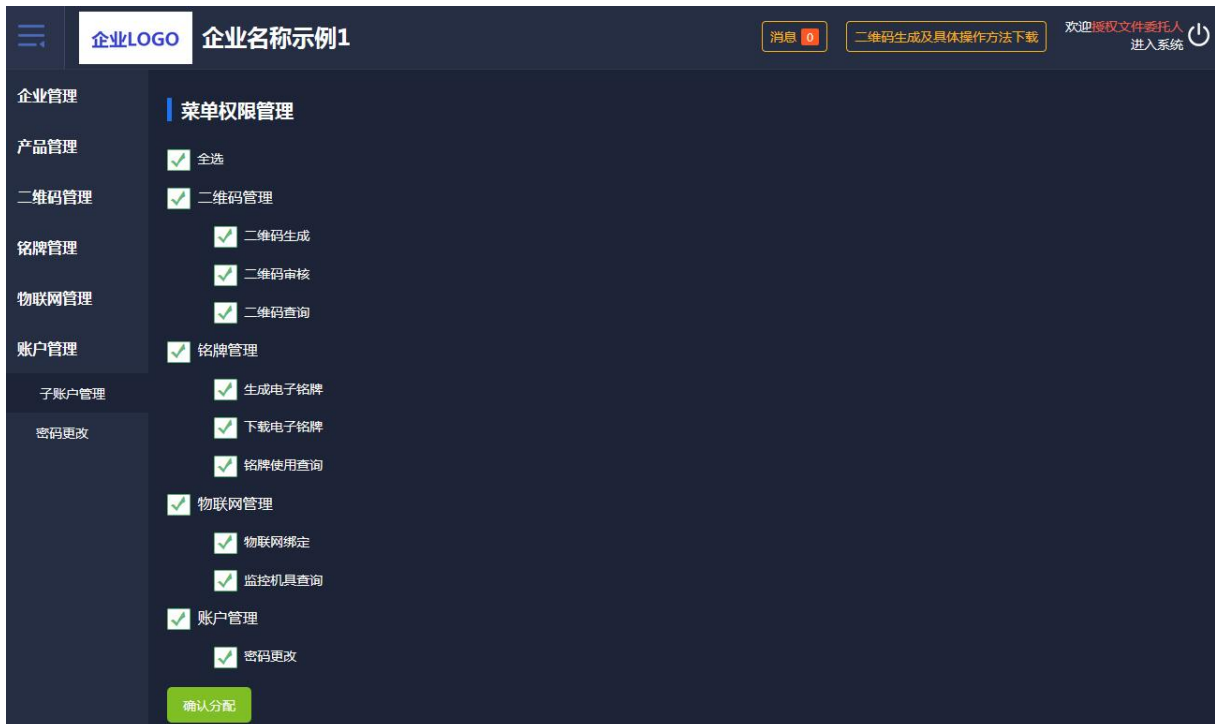 企业LOGO
企业名称示例1
消息 0
二维码生成及具体操作方法下载
欢迎授权文件委托人
进入系统
企业管理
产品管理
二维码管理
铭牌管理
物联网管理
账户管理
子账户管理
密码更改
菜单权限管理
全选
二维码管理
二维码生成
二维码审核
二维码查询
铭牌管理
生成电子铭牌
下载电子铭牌
铭牌使用查询
物联网管理
物联网绑定
监控机具查询
账户管理
密码更改
确认分配